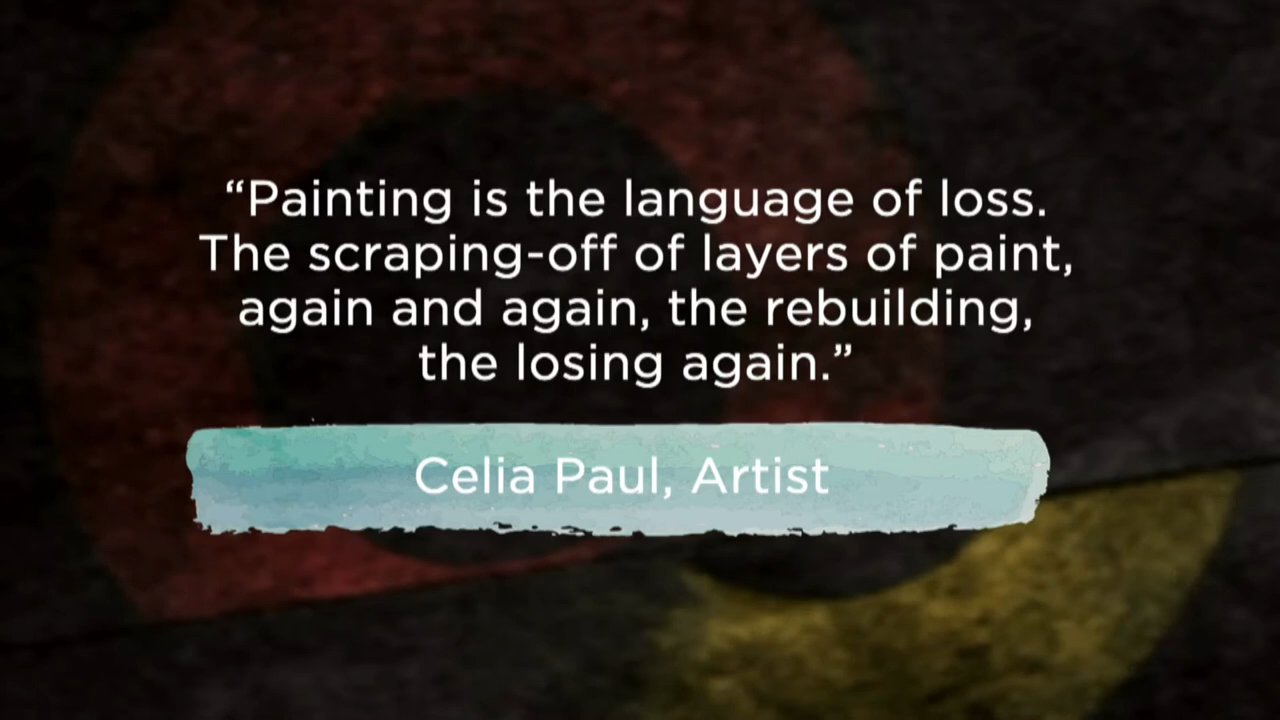 “Painting is the language of loss.
The scraping-off of layers of paint,
again and again, the rebuilding,
the losing again.”
Celia Paul, Artist